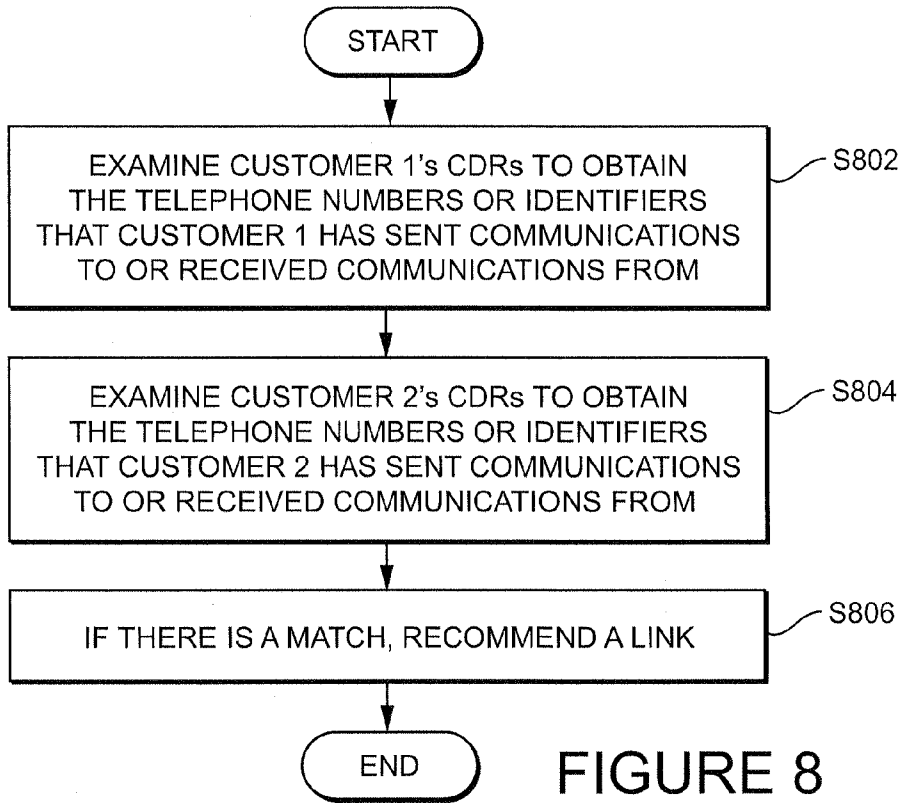 START
EXAMINE CUSTOMER 1's CDRs TO OBTAIN
THE TELEPHONE NUMBERS OR IDENTIFIERS
THAT CUSTOMER 1 HAS SENT COMMUNICATIONS
TO OR RECEIVED COMMUNICATIONS FROM
S802
EXAMINE CUSTOMER 2's CDRs TO OBTAIN
THE TELEPHONE NUMBERS OR IDENTIFIERS
THAT CUSTOMER 2 HAS SENT COMMUNICATIONS
TO OR RECEIVED COMMUNICATIONS FROM
S804
IF THERE IS A MATCH, RECOMMEND A LINK
S806
END
FIGURE 8